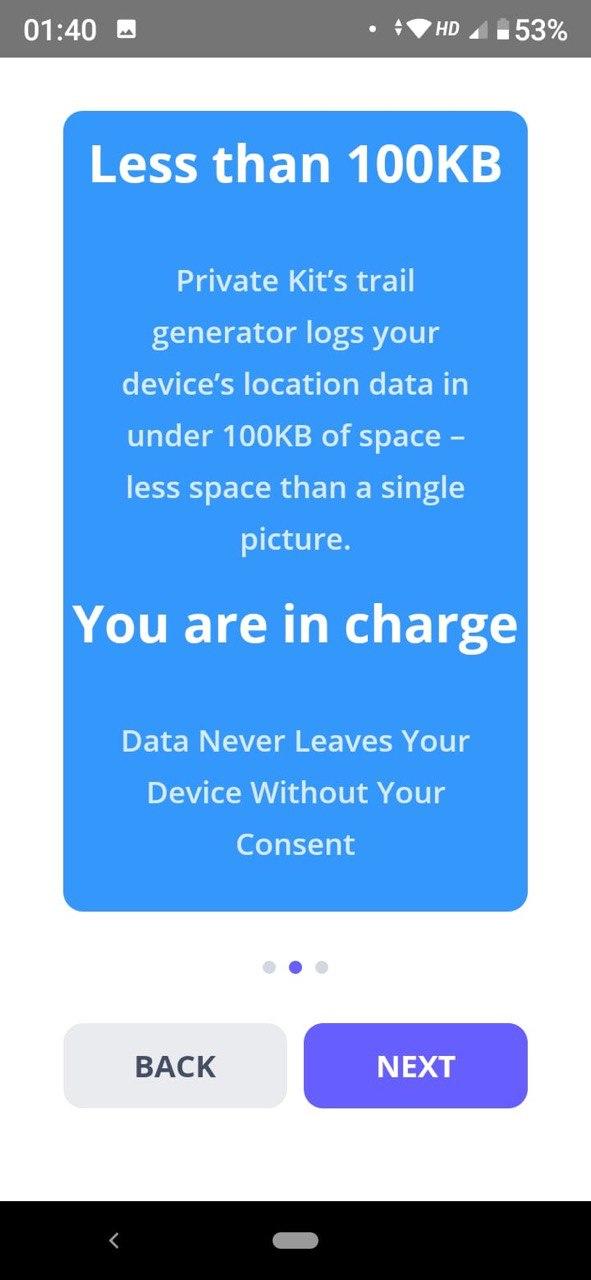 01:40 HD 53%
Less than 100KB
Private Kit’s trail
generator logs your
device’s location data in
under 100KB of space –
less space than a single
picture.
You are in charge
Data Never Leaves Your
Device Without Your
Consent
BACK NEXT